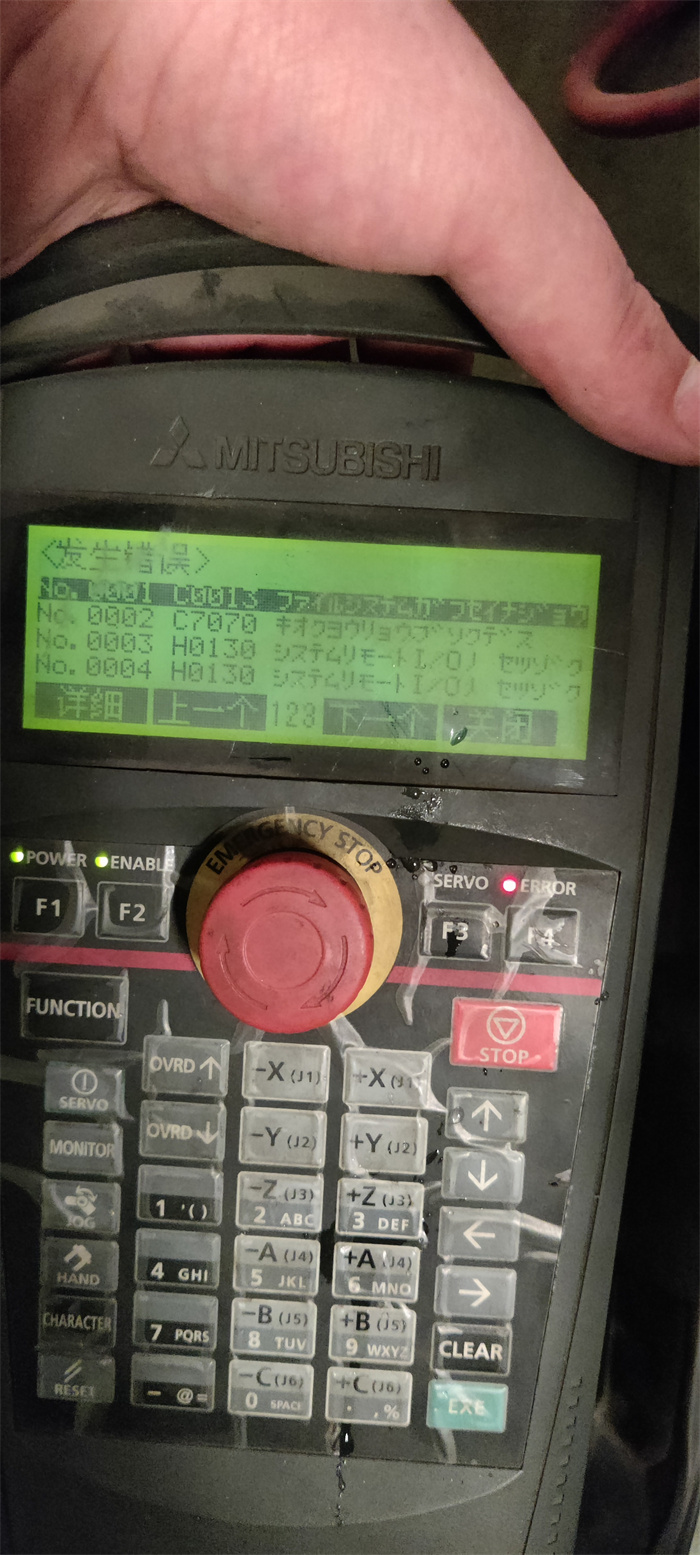 MITSUBISHI
<发生错误>
No.0001 C0013 ファイルシステムガフセイナジョウ
No.0002 C7070 キオクヨウリョウブソクデス
No.0003 H0130 システムリモートI/O) セツゾク
No.0004 H0130 システムリモートI/O) セツゾク
详细 上一个 123 下一个 关闭
EMERGENCY STOP
POWER ENABLE SERVO ERROR
F1 F2 F3 F4
FUNCTION
STOP
SERVO OVRD↑ -X (J1) +X (J1)
↑
MONITOR OVRD↓ -Y (J2) +Y (J2)
↓
JOG 1 '() -Z (J3) 2 ABC +Z (J3) 3 DEF
←
HAND 4 GHI -A (J4) 5 JKL +A (J4) 6 MNO
→
CHARACTER 7 PQRS -B (J5) 8 TUV +B (J5) 9 WXYZ
CLEAR
RESET - @= -C (J6) 0 SPACE +C (J6) . ,%
EXE